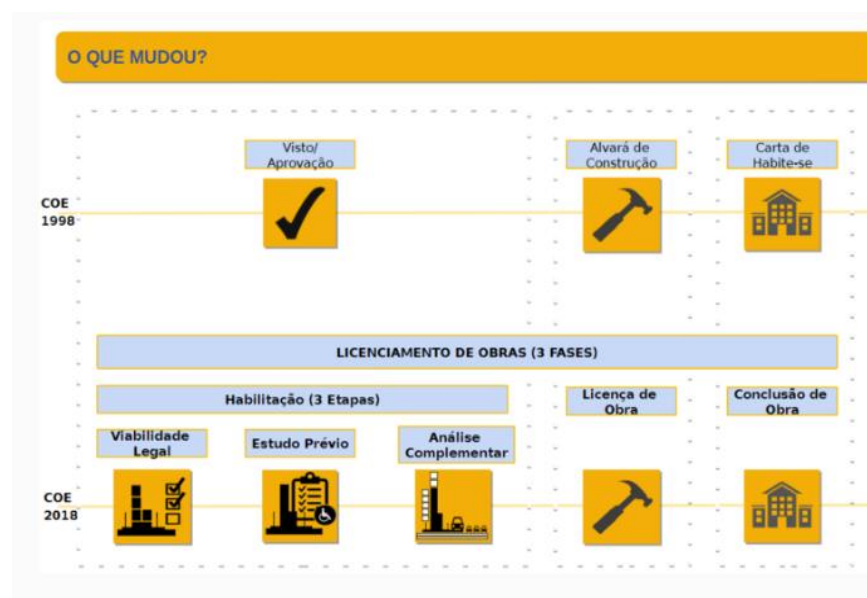 O QUE MUDOU?
Visto/
Aprovação
Alvará de
Construção
Carta de
Habite-se
COE
1998
LICENCIAMENTO DE OBRAS (3 FASES)
Habilitação (3 Etapas)
Licença de
Obra
Conclusão de
Obra
Viabilidade
Legal
Estudo Prévio
Análise
Complementar
COE
2018